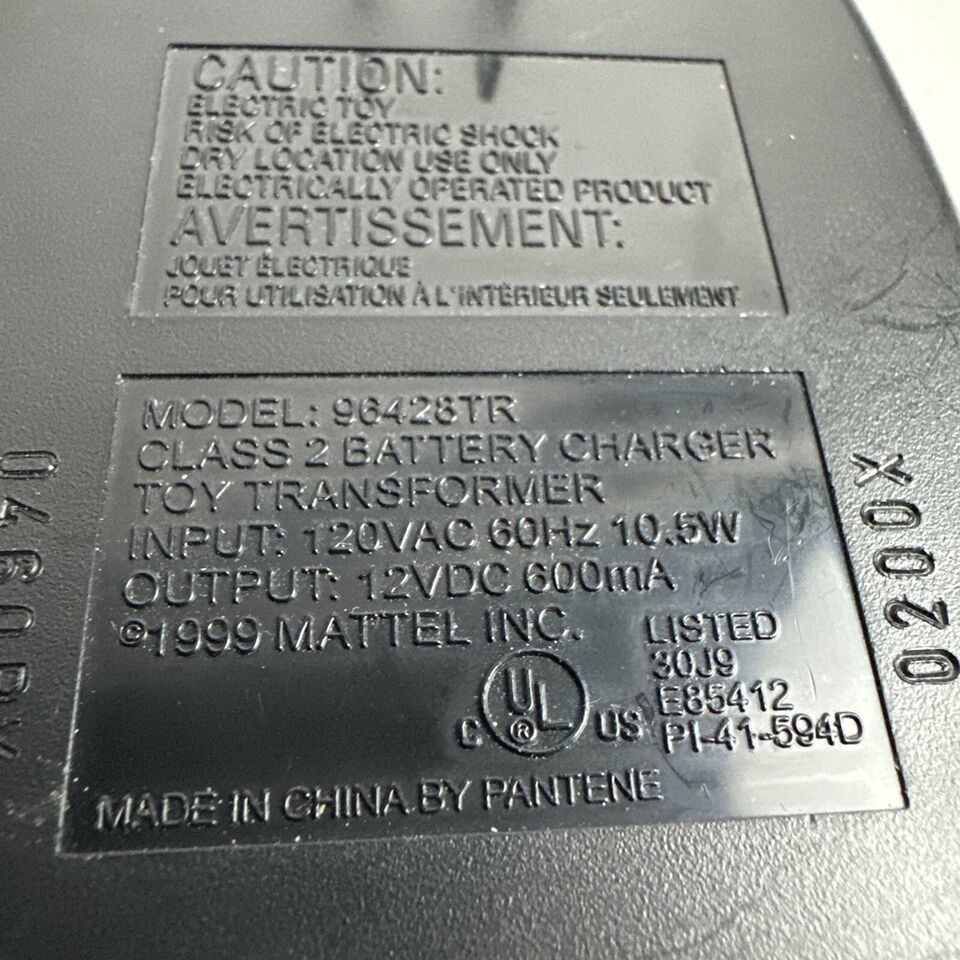 CAUTION:
ELECTRIC TOY
RISK OF ELECTRIC SHOCK
DRY LOCATION USE ONLY
ELECTRICALLY OPERATED PRODUCT
AVERTISSEMENT:
JOUET ÉLECTRIQUE
POUR UTILISATION À L'INTÉRIEUR SEULEMENT
MODEL: 96428TR
CLASS 2 BATTERY CHARGER
TOY TRANSFORMER
INPUT: 120VAC 60Hz 10.5W
OUTPUT: 12VDC 600mA
©1999 MATTEL INC.
LISTED
30J9
E85412
PI-41-594D
C UL ® US
MADE IN CHINA BY PANTENE
0200X